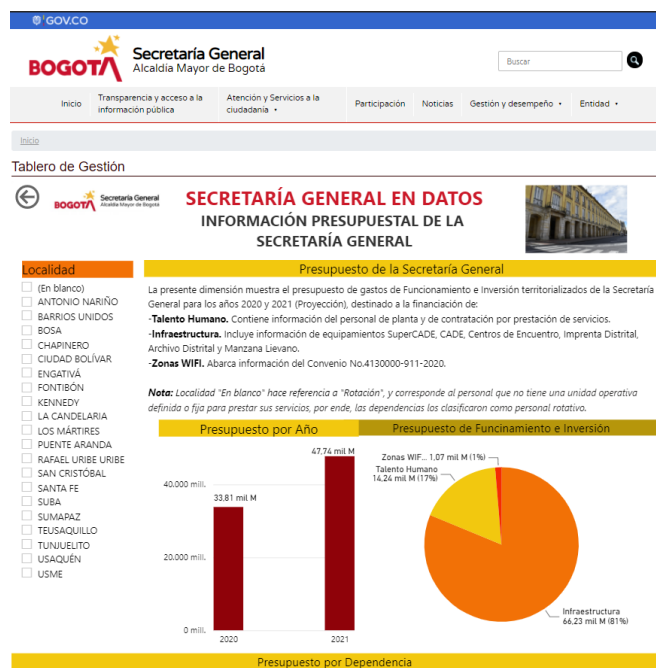 GOV.CO
BOGOTÁ
Secretaría General
Alcaldía Mayor de Bogotá
Buscar
Inicio
Transparencia y acceso a la información pública
Atención y Servicios a la ciudadanía
Participación
Noticias
Gestión y desempeño
Entidad
Inicio
Tablero de Gestión
BOGOTÁ
Secretaría General
Alcaldía Mayor de Bogotá
SECRETARÍA GENERAL EN DATOS
INFORMACIÓN PRESUPUESTAL DE LA
SECRETARÍA GENERAL
Localidad
(En blanco)
ANTONIO NARIÑO
BARRIOS UNIDOS
BOSA
CHAPINERO
CIUDAD BOLÍVAR
ENGATIVÁ
FONTIBÓN
KENNEDY
LA CANDELARIA
LOS MÁRTIRES
PUENTE ARANDA
RAFAEL URIBE URIBE
SAN CRISTÓBAL
SANTA FE
SUBA
SUMAPAZ
TEUSAQUILLO
TUNJUELITO
USAQUÉN
USME
Presupuesto de la Secretaría General
La presente dimensión muestra el presupuesto de gastos de Funcionamiento e Inversión territorializados de la Secretaría
General para los años 2020 y 2021 (Proyección), destinado a la financiación de:
-Talento Humano. Contiene información del personal de planta y de contratación por prestación de servicios.
-Infraestructura. Incluye información de equipamientos SuperCADE, CADE, Centros de Encuentro, Imprenta Distrital,
Archivo Distrital y Manzana Lievano.
-Zonas WIFI. Abarca información del Convenio No.4130000-911-2020.
Nota: Localidad "En blanco" hace referencia a "Rotación", y corresponde al personal que no tiene una unidad operativa
definida o fija para prestar sus servicios, por ende, las dependencias los clasificaron como personal rotativo.
Presupuesto por Año
47,74 mil M
40.000 mill.
33,81 mil M
20.000 mill.
0 mill.
2020
2021
Presupuesto de Funcinamiento e Inversión
Zonas WIF... 1,07 mil M (1%)
Talento Humano
14,24 mil M (17%)
Infraestructura
66,23 mil M (81%)
Presupuesto por Dependencia